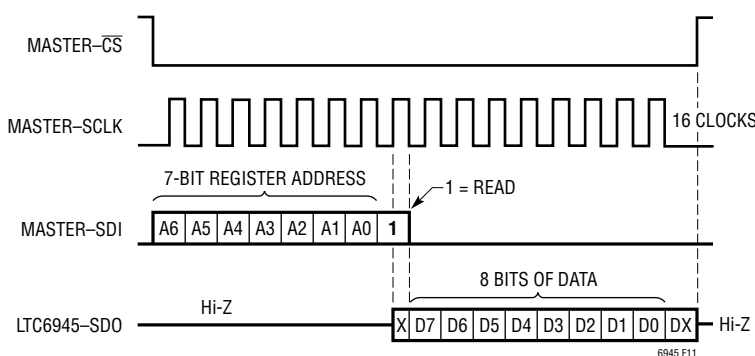 MASTER–C̅S̅
MASTER–SCLK
16 CLOCKS
7-BIT REGISTER ADDRESS
1 = READ
MASTER–SDI
A6 A5 A4 A3 A2 A1 A0 1
8 BITS OF DATA
Hi-Z
LTC6945–SDO
X D7 D6 D5 D4 D3 D2 D1 D0 DX
Hi-Z
6945 F11